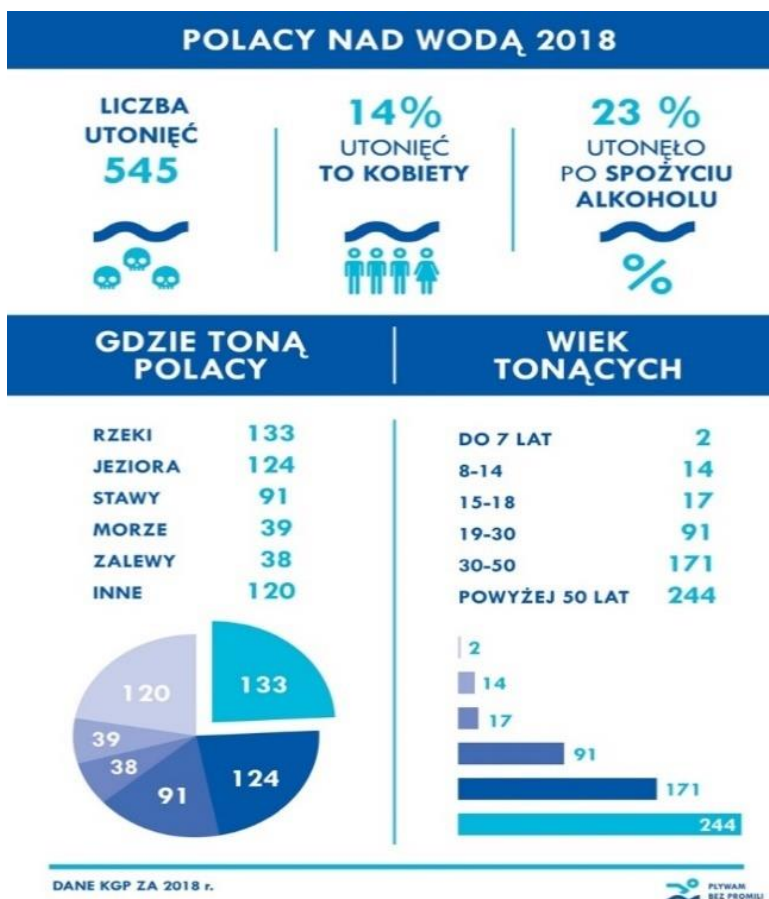 POLACY NAD WODĄ 2018
LICZBA
UTONIĘĆ
545
14%
UTONIĘĆ
TO KOBIETY
23 %
UTONĘŁO
PO SPOŻYCIU
ALKOHOLU
%
GDZIE TONĄ
POLACY
RZEKI 133
JEZIORA 124
STAWY 91
MORZE 39
ZALEWY 38
INNE 120
120
133
39
38
91
124
WIEK
TONĄCYCH
DO 7 LAT 2
8-14 14
15-18 17
19-30 91
30-50 171
POWYŻEJ 50 LAT 244
2
14
17
91
171
244
DANE KGP ZA 2018 r.
PŁYWAM
BEZ PROMILI